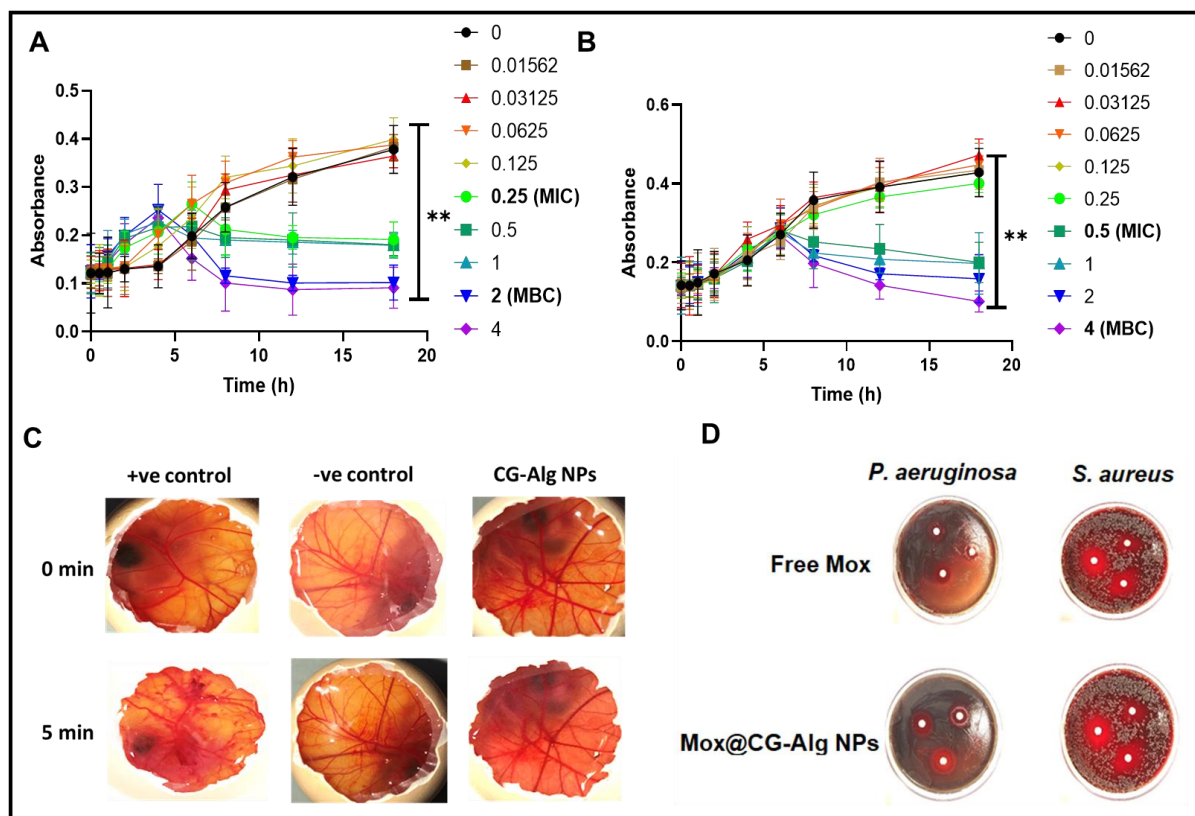 A
0
0.01562
0.03125
0.0625
0.125
0.25 (MIC)
0.5
1
2 (MBC)
4
Absorbance
0.5
0.4
0.3
0.2
0.1
0.0
**
0 5 10 15 20
Time (h)
B
0
0.01562
0.03125
0.0625
0.125
0.25
0.5 (MIC)
1
2
4 (MBC)
Absorbance
0.6
0.4
0.2
0.0
**
0 5 10 15 20
Time (h)
C
+ve control -ve control CG-Alg NPs
0 min
5 min
D
P. aeruginosa S. aureus
Free Mox
Mox@CG-Alg NPs